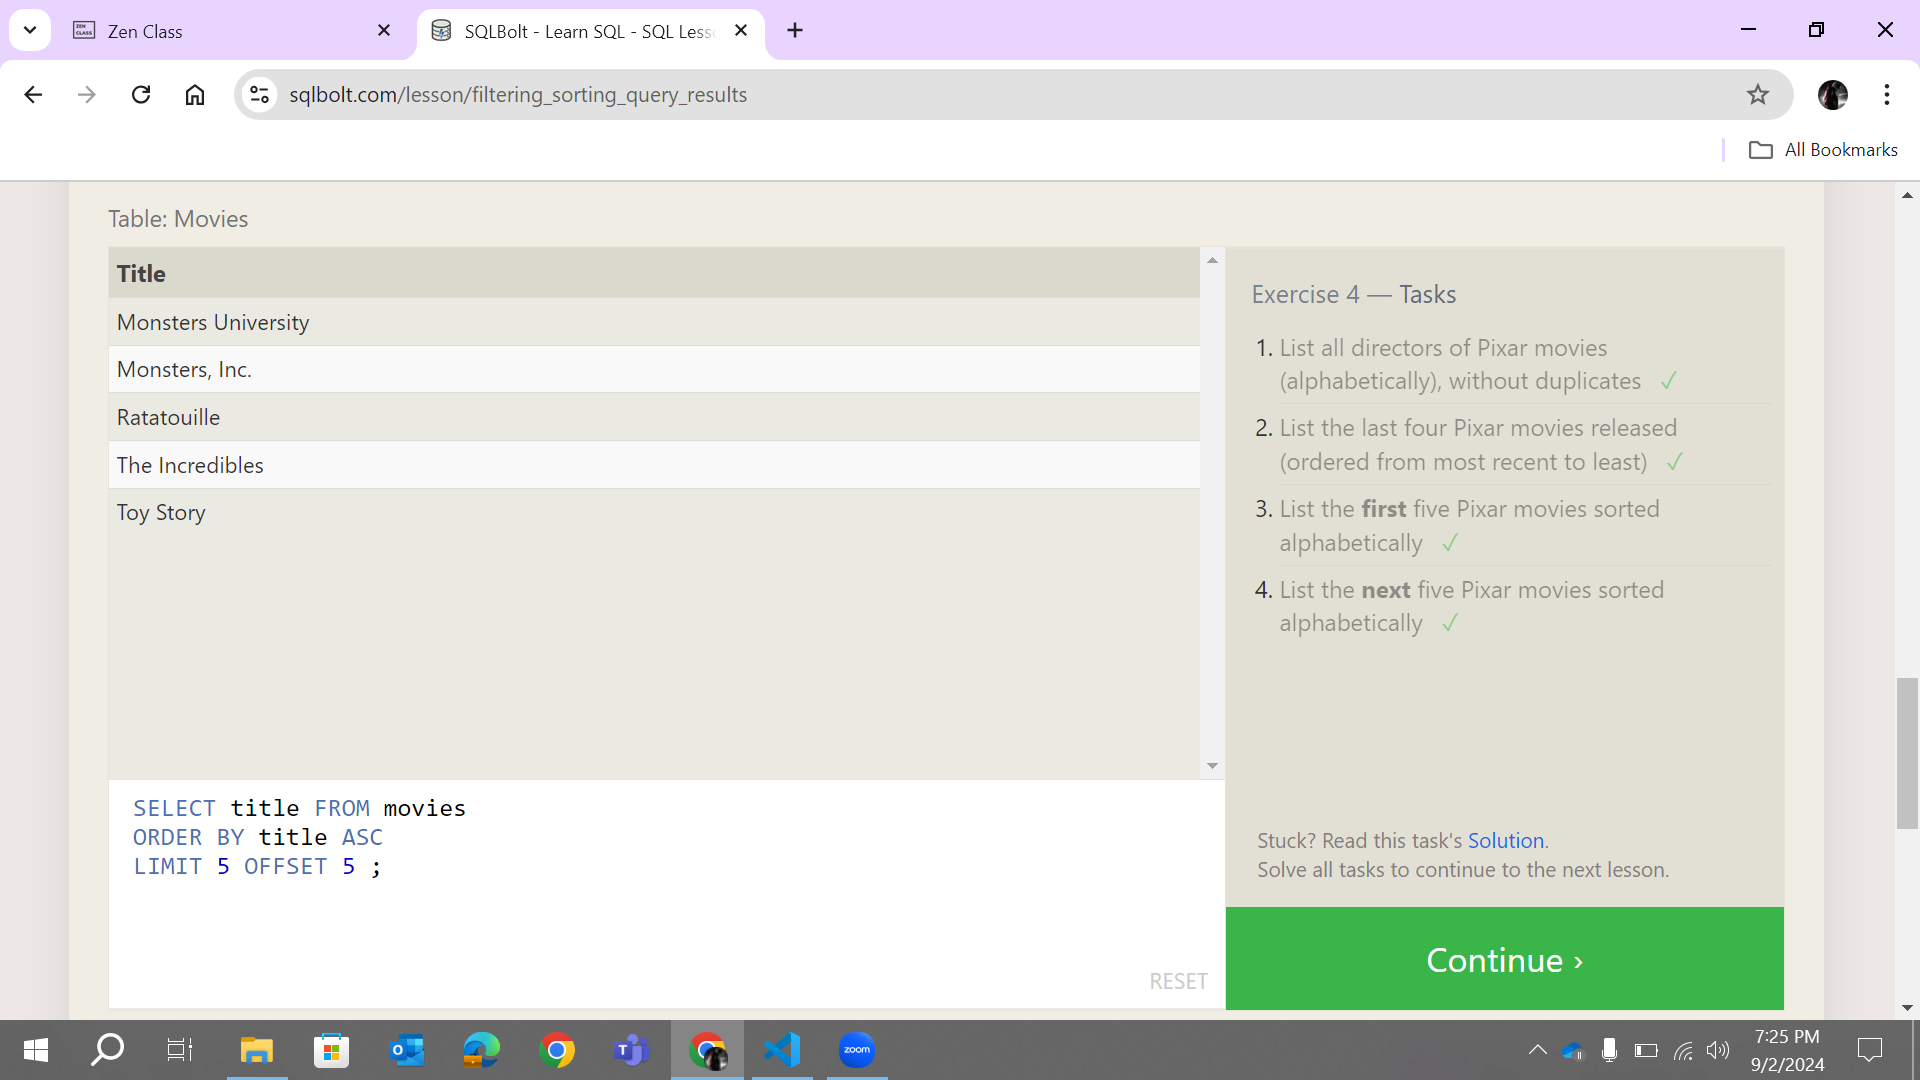 Zen Class
SQLBolt - Learn SQL - SQL Less
sqlbolt.com/lesson/filtering_sorting_query_results
All Bookmarks
Table: Movies
Title
Monsters University
Monsters, Inc.
Ratatouille
The Incredibles
Toy Story
SELECT title FROM movies
ORDER BY title ASC
LIMIT 5 OFFSET 5 ;
RESET
Exercise 4 — Tasks
1. List all directors of Pixar movies
(alphabetically), without duplicates ✓
2. List the last four Pixar movies released
(ordered from most recent to least) ✓
3. List the first five Pixar movies sorted
alphabetically ✓
4. List the next five Pixar movies sorted
alphabetically ✓
Stuck? Read this task's Solution.
Solve all tasks to continue to the next lesson.
Continue ›
zoom
7:25 PM
9/2/2024